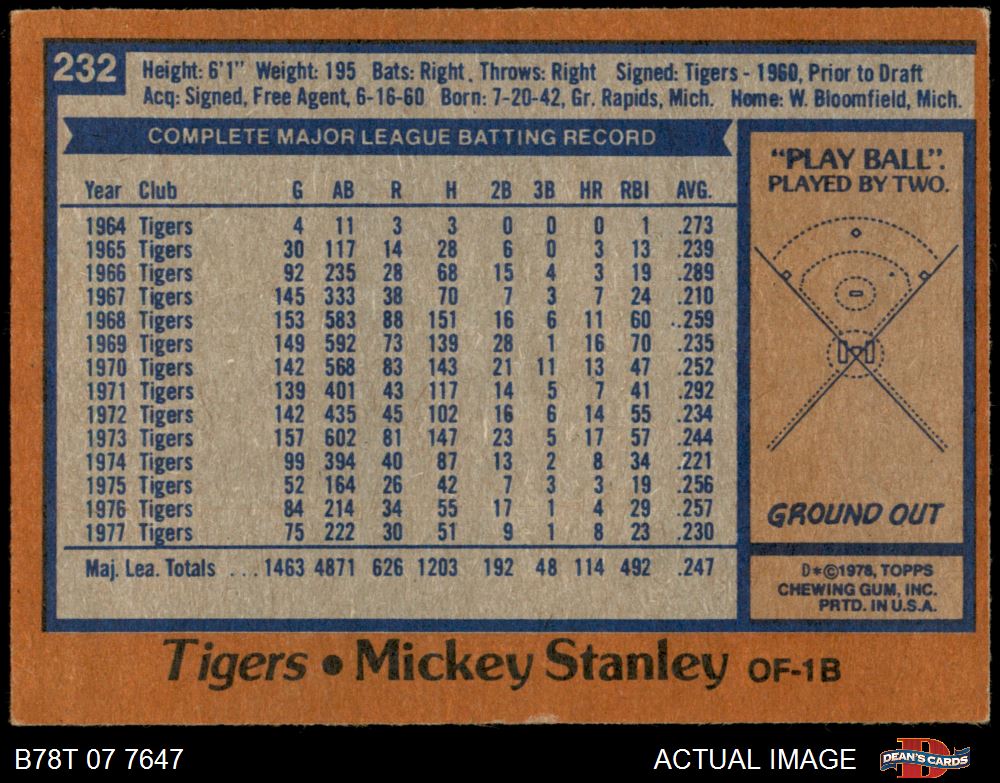 232
Height: 6'1" Weight: 195 Bats: Right. Throws: Right Signed: Tigers - 1960, Prior to Draft
Acq: Signed, Free Agent, 6-16-60 Born: 7-20-42, Gr. Rapids, Mich. Home: W. Bloomfield, Mich.
COMPLETE MAJOR LEAGUE BATTING RECORD
Year Club G AB R H 2B 3B HR RBI AVG.
1964 Tigers 4 11 3 3 0 0 0 1 .273
1965 Tigers 30 117 14 28 6 0 3 13 .239
1966 Tigers 92 235 28 68 15 4 3 19 .289
1967 Tigers 145 333 38 70 7 3 7 24 .210
1968 Tigers 153 583 88 151 16 6 11 60 ..259
1969 Tigers 149 592 73 139 28 1 16 70 .235
1970 Tigers 142 568 83 143 21 11 13 47 .252
1971 Tigers 139 401 43 117 14 5 7 41 .292
1972 Tigers 142 435 45 102 16 6 14 55 .234
1973 Tigers 157 602 81 147 23 5 17 57 .244
1974 Tigers 99 394 40 87 13 2 8 34 .221
1975 Tigers 52 164 26 42 7 3 3 19 .256
1976 Tigers 84 214 34 55 17 1 4 29 .257
1977 Tigers 75 222 30 51 9 1 8 23 .230
Maj. Lea. Totals ... 1463 4871 626 1203 192 48 114 492 .247
"PLAY BALL".
PLAYED BY TWO.
GROUND OUT
D*©1978, TOPPS
CHEWING GUM, INC.
PRTD. IN U.S.A.
Tigers • Mickey Stanley OF-1B
B78T 07 7647
ACTUAL IMAGE
DEAN'S CARDS